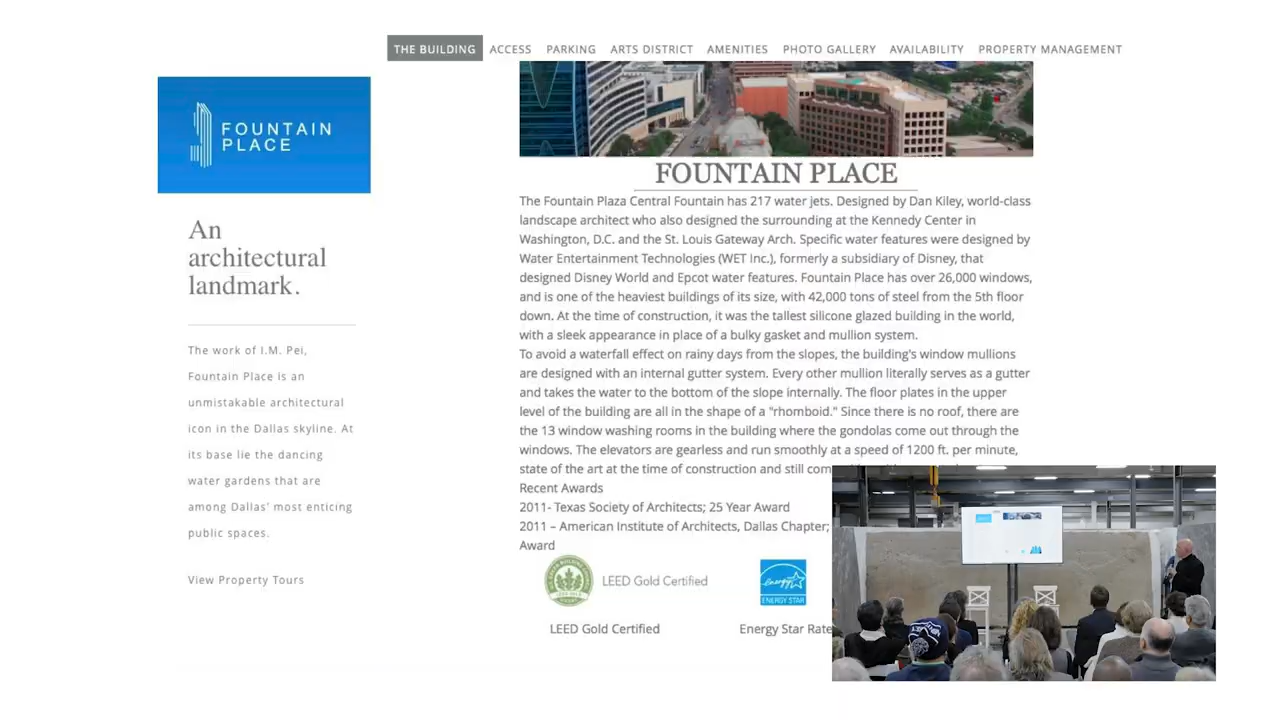 THE BUILDING ACCESS PARKING ARTS DISTRICT AMENITIES PHOTO GALLERY AVAILABILITY PROPERTY MANAGEMENT
FOUNTAIN
PLACE
An
architectural
landmark.
The work of I.M. Pei,
Fountain Place is an
unmistakable architectural
icon in the Dallas skyline. At
its base lie the dancing
water gardens that are
among Dallas' most enticing
public spaces.
View Property Tours
FOUNTAIN PLACE
The Fountain Plaza Central Fountain has 217 water jets. Designed by Dan Kiley, world-class
landscape architect who also designed the surrounding at the Kennedy Center in
Washington, D.C. and the St. Louis Gateway Arch. Specific water features were designed by
Water Entertainment Technologies (WET Inc.), formerly a subsidiary of Disney, that
designed Disney World and Epcot water features. Fountain Place has over 26,000 windows,
and is one of the heaviest buildings of its size, with 42,000 tons of steel from the 5th floor
down. At the time of construction, it was the tallest silicone glazed building in the world,
with a sleek appearance in place of a bulky gasket and mullion system.
To avoid a waterfall effect on rainy days from the slopes, the building's window mullions
are designed with an internal gutter system. Every other mullion literally serves as a gutter
and takes the water to the bottom of the slope internally. The floor plates in the upper
level of the building are all in the shape of a "rhomboid." Since there is no roof, there are
the 13 window washing rooms in the building where the gondolas come out through the
windows. The elevators are gearless and run smoothly at a speed of 1200 ft. per minute,
state of the art at the time of construction and still
Recent Awards
2011- Texas Society of Architects; 25 Year Award
2011 – American Institute of Architects, Dallas Chapter;
Award
LEED Gold Certified
energy
ENERGY STAR
LEED Gold Certified
Energy Star Rate